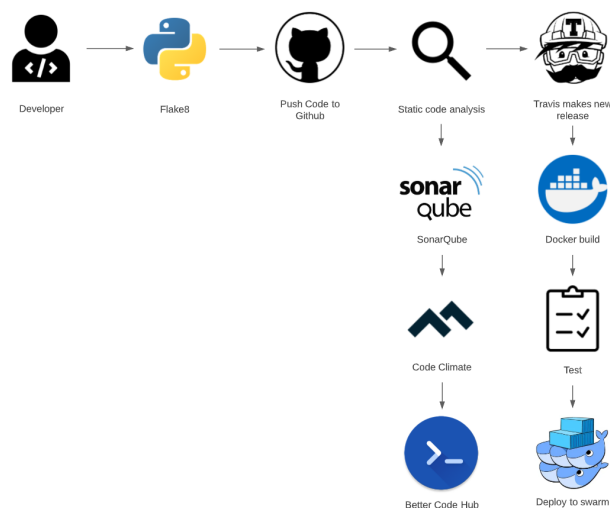 T
</>
Developer
Flake8
Push Code to
Github
Static code analysis
Travis makes new
release
sonar
qube
SonarQube
Docker build
Code Climate
Test
>_
Better Code Hub
Deploy to swarm